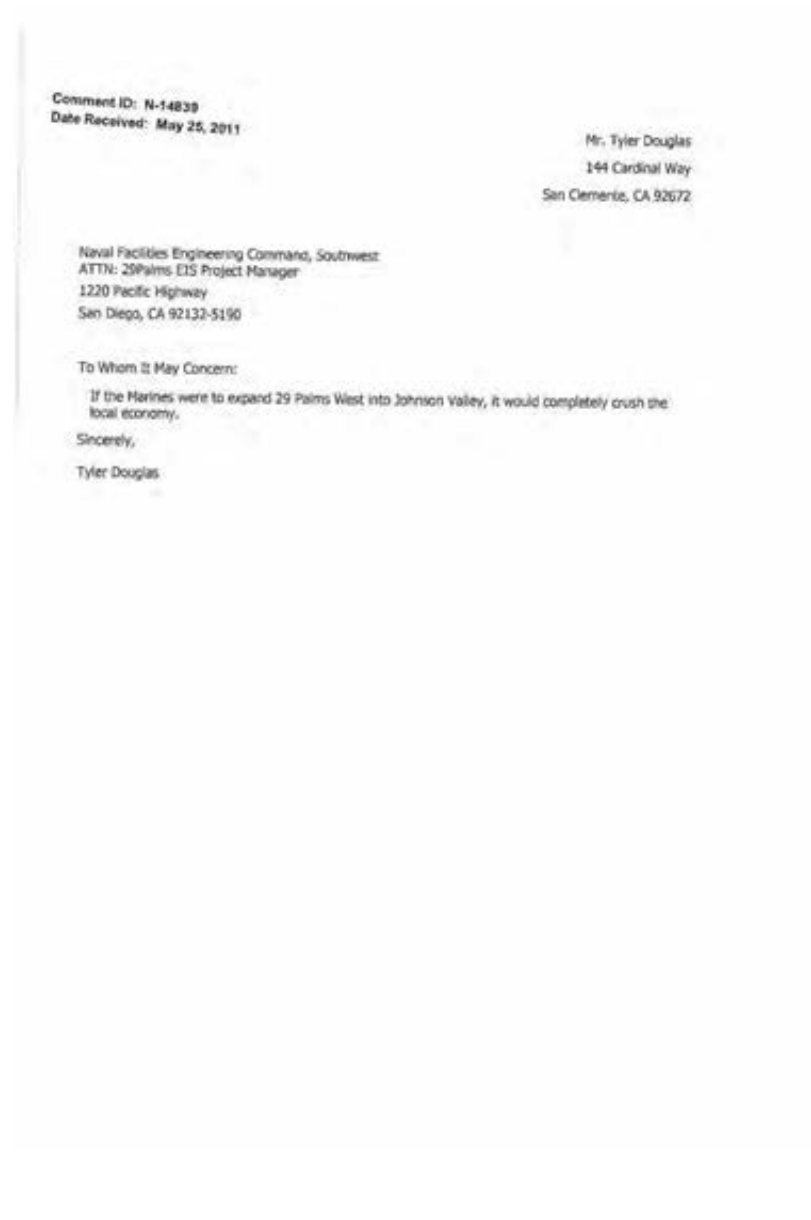 Comment ID: N-14839
Date Received: May 25, 2011
Mr. Tyler Douglas
144 Cardinal Way
San Clemente, CA 92672
Naval Facilities Engineering Command, Southwest
ATTN: 29Palms EIS Project Manager
1220 Pacific Highway
San Diego, CA 92132-5190
To Whom It May Concern:
If the Marines were to expand 29 Palms West into Johnson Valley, it would completely crush the
local economy.
Sincerely,
Tyler Douglas